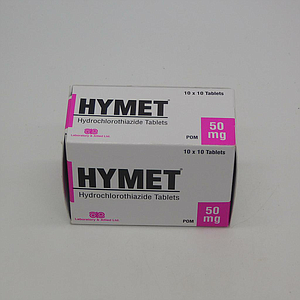 10 x 10 Tablets
HYMET
Hydrochlorothiazide Tablets
POM
50
mg
10 x 10 Tablets
HYMET
Hydrochlorothiazide Tablets
POM
50
mg